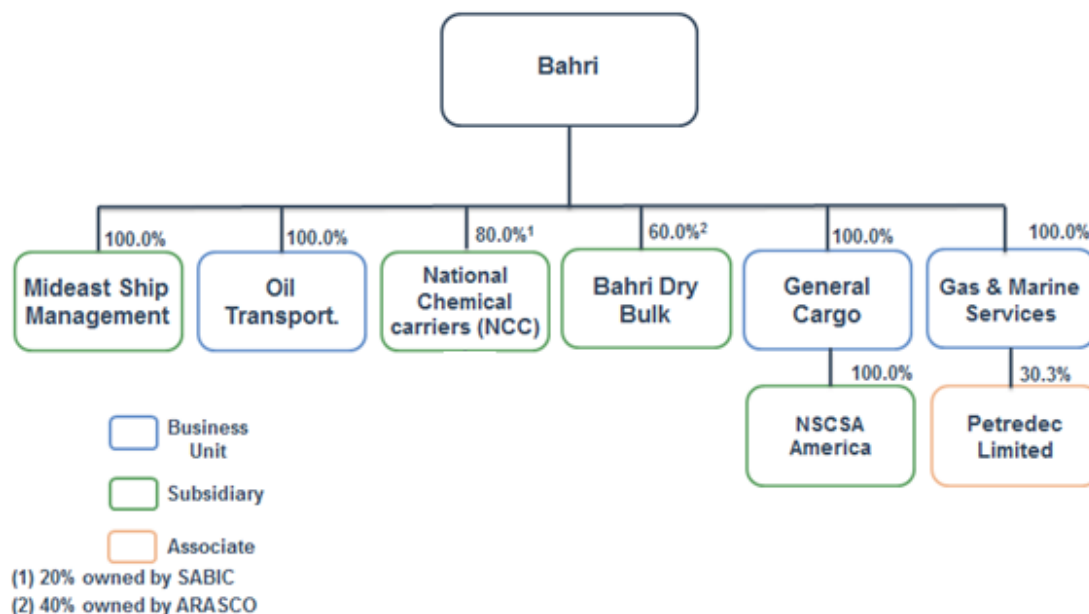 Bahri
100.0%
100.0%
80.0%¹
60.0%²
100.0%
100.0%
Mideast Ship
Management
Oil
Transport.
National
Chemical
carriers (NCC)
Bahri Dry
Bulk
General
Cargo
Gas & Marine
Services
100.0%
30.3%
NSCSA
America
Petredec
Limited
Business
Unit
Subsidiary
Associate
(1) 20% owned by SABIC
(2) 40% owned by ARASCO